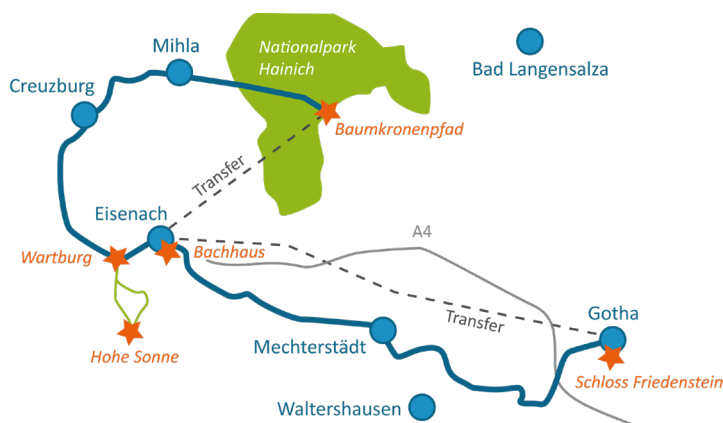 Mihla
Nationalpark
Hainich
Bad Langensalza
Creuzburg
Baumkronenpfad
Transfer
Eisenach
Wartburg
Bachhaus
A4
Hohe Sonne
Mechterstädt
Transfer
Gotha
Schloss Friedenstein
Waltershausen